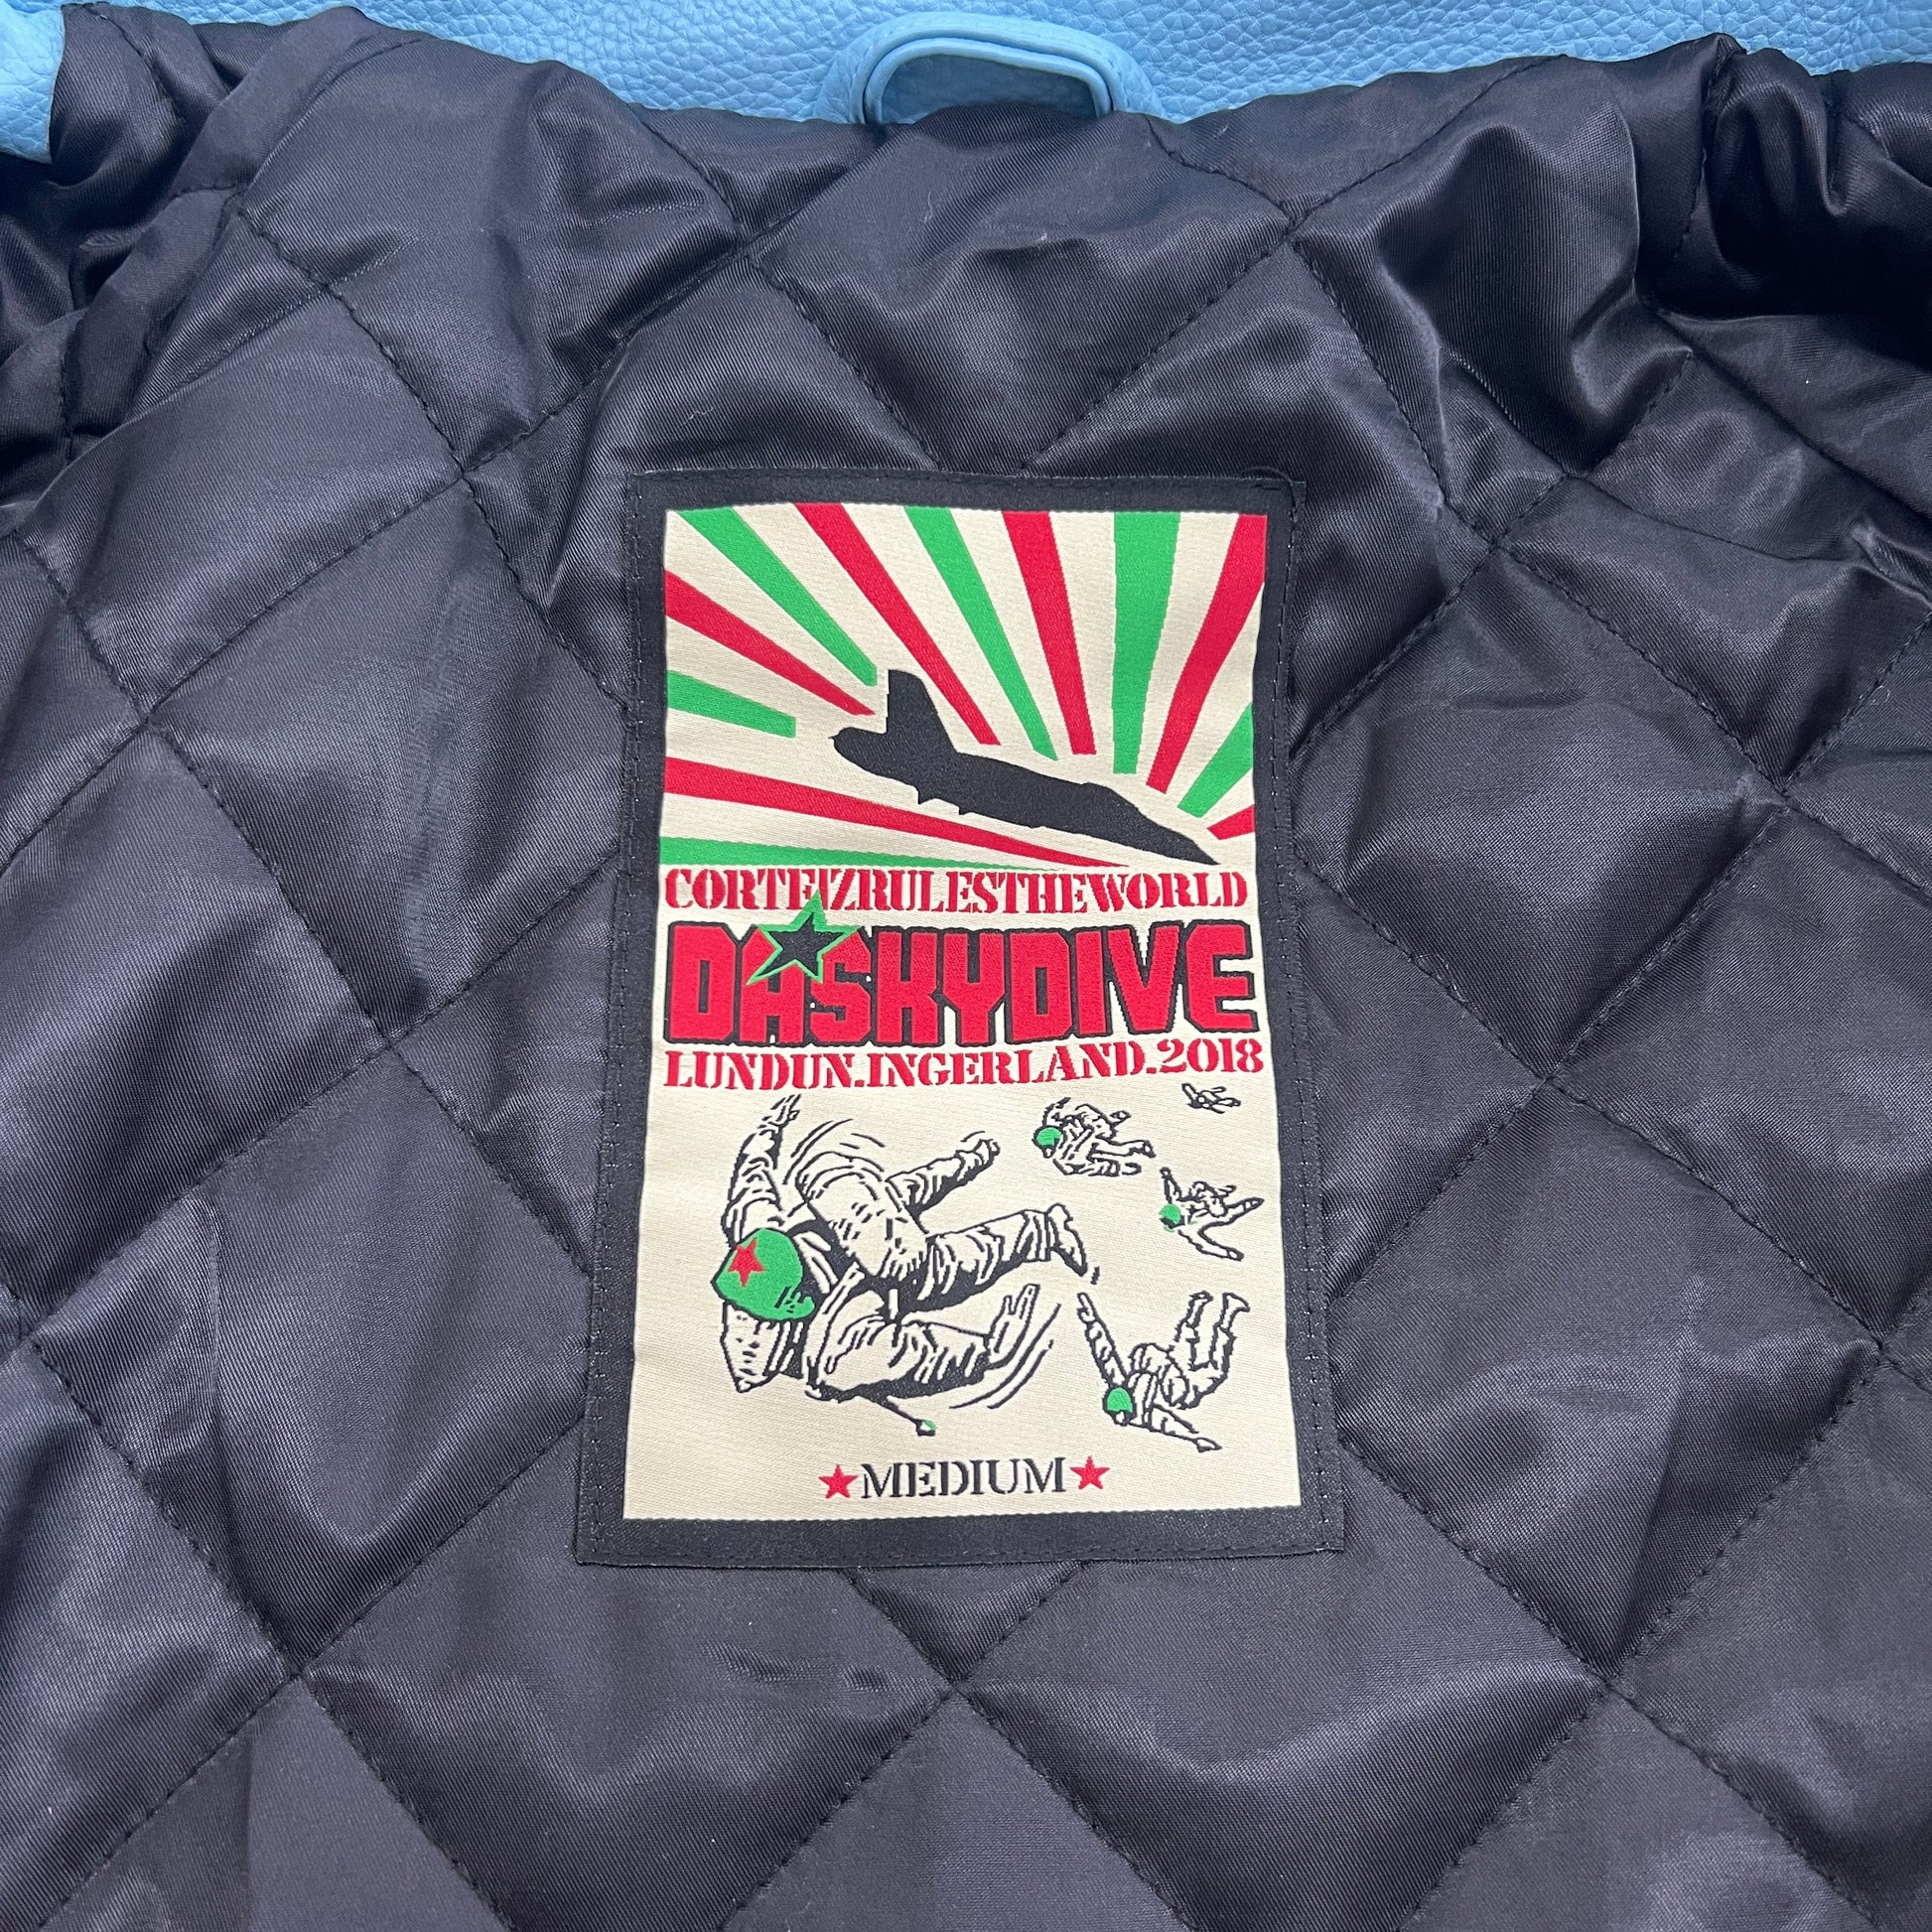 CORTEIZRULESTHEWORLD
DASKYDIVE
LUNDUN.INGERLAND.2018
★MEDIUM★